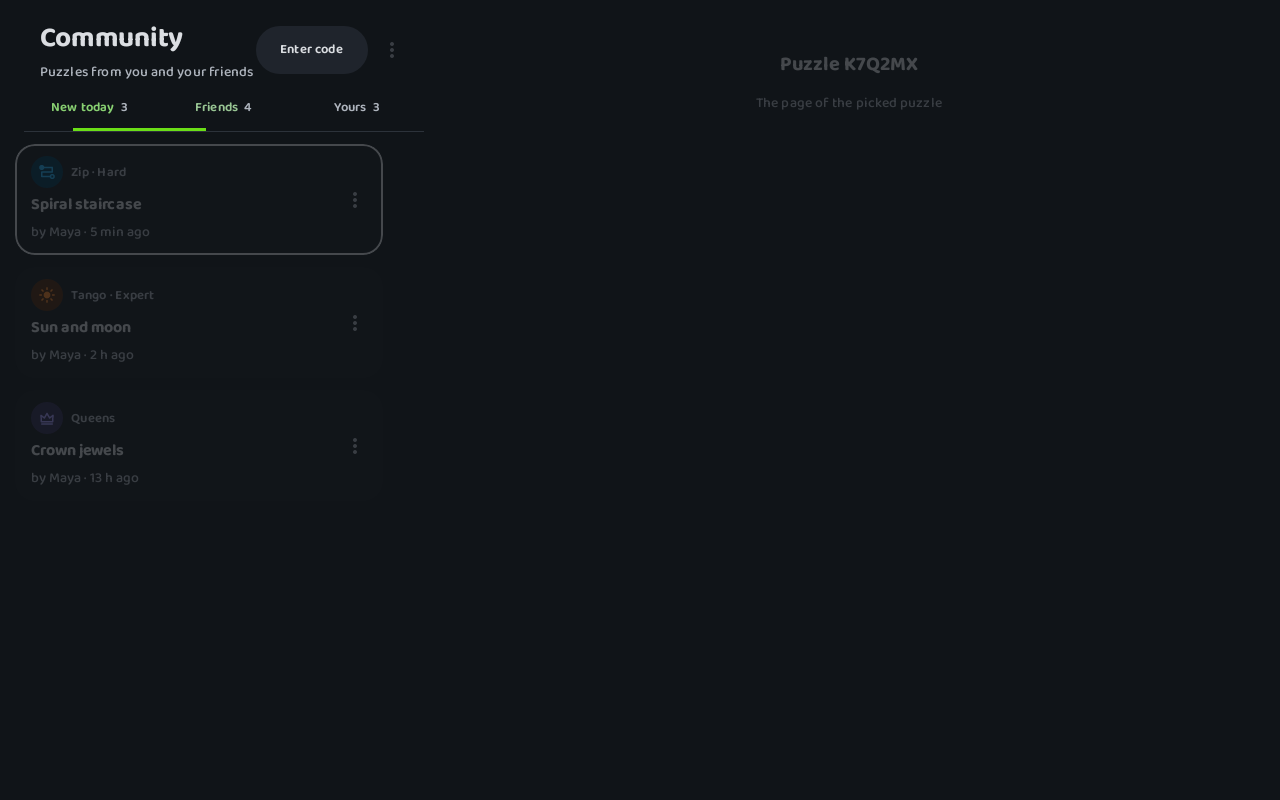 Community
Enter code
Puzzles from you and your friends
New today 3
Friends 4
Yours 3
Zip · Hard
Spiral staircase
by Maya · 5 min ago
Tango · Expert
Sun and moon
by Maya · 2 h ago
Queens
Crown jewels
by Maya · 13 h ago
Puzzle K7Q2MX
The page of the picked puzzle